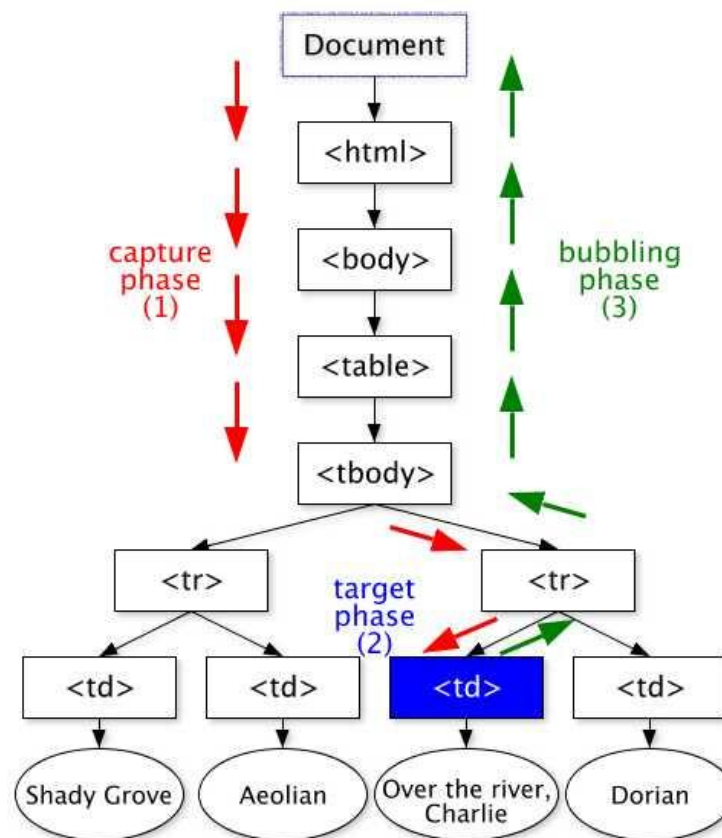 Document
<html>
capture
phase
(1)
<body>
bubbling
phase
(3)
<table>
<tbody>
<tr>
target
phase
(2)
<tr>
<td>
<td>
<td>
<td>
Shady Grove
Aeolian
Over the river,
Charlie
Dorian